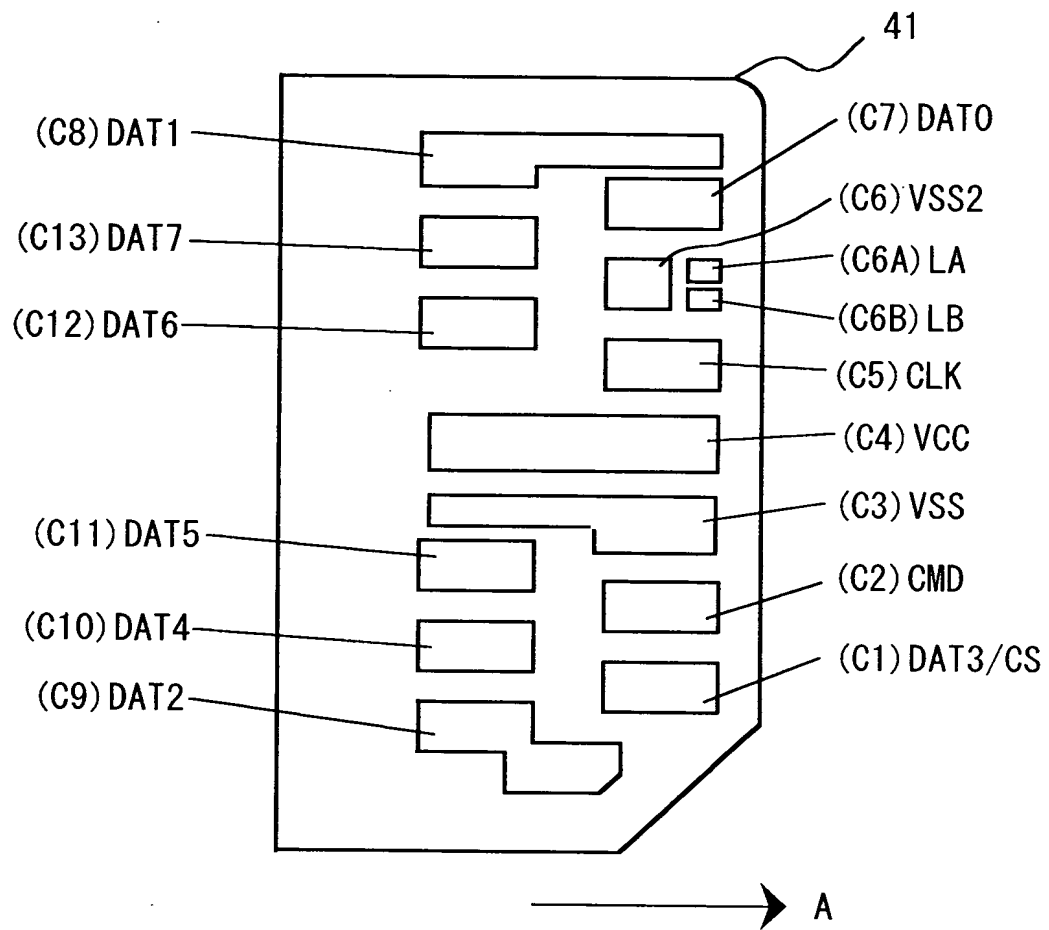 41
(C8)DAT1
(C7)DAT0
(C13)DAT7
(C6)VSS2
(C6A)LA
(C12)DAT6
(C6B)LB
(C5)CLK
(C4)VCC
(C3)VSS
(C11)DAT5
(C2)CMD
(C10)DAT4
(C1)DAT3/CS
(C9)DAT2
A